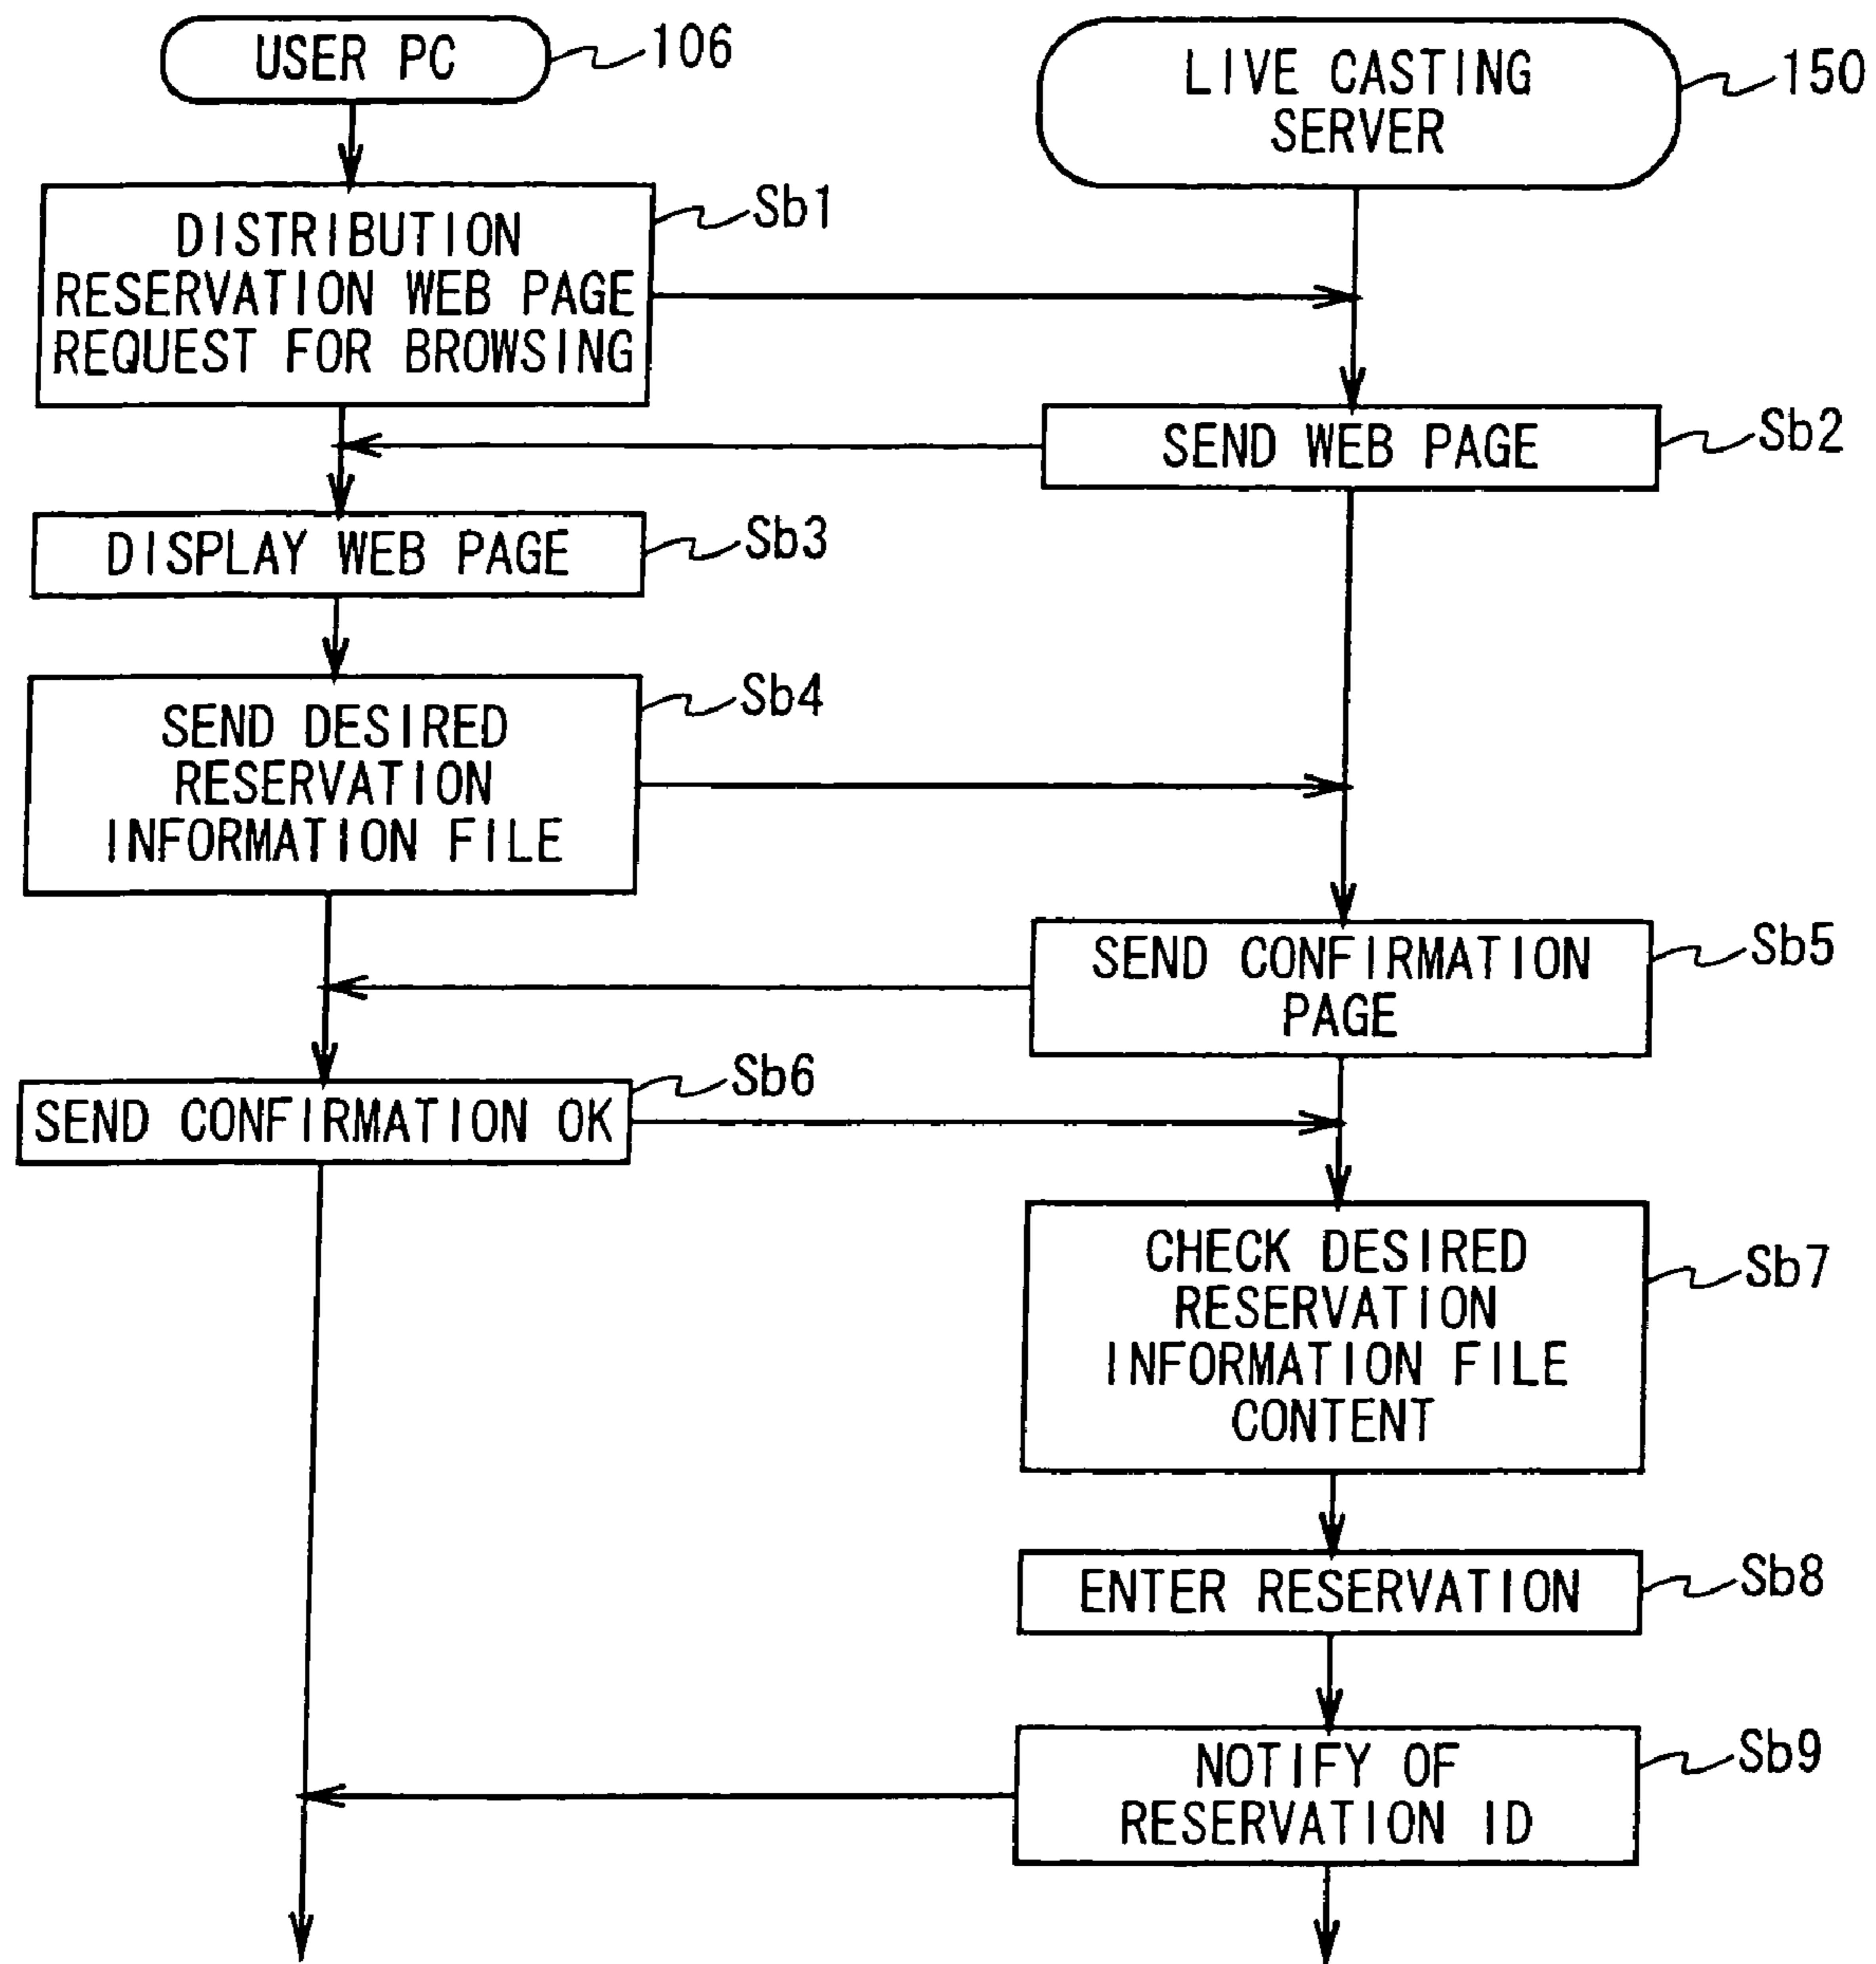 USER PC
106
LIVE CASTING
SERVER
150
DISTRIBUTION
RESERVATION WEB PAGE
REQUEST FOR BROWSING
Sb1
SEND WEB PAGE
Sb2
DISPLAY WEB PAGE
Sb3
SEND DESIRED
RESERVATION
INFORMATION FILE
Sb4
SEND CONFIRMATION
PAGE
Sb5
SEND CONFIRMATION OK
Sb6
CHECK DESIRED
RESERVATION
INFORMATION FILE
CONTENT
Sb7
ENTER RESERVATION
Sb8
NOTIFY OF
RESERVATION ID
Sb9